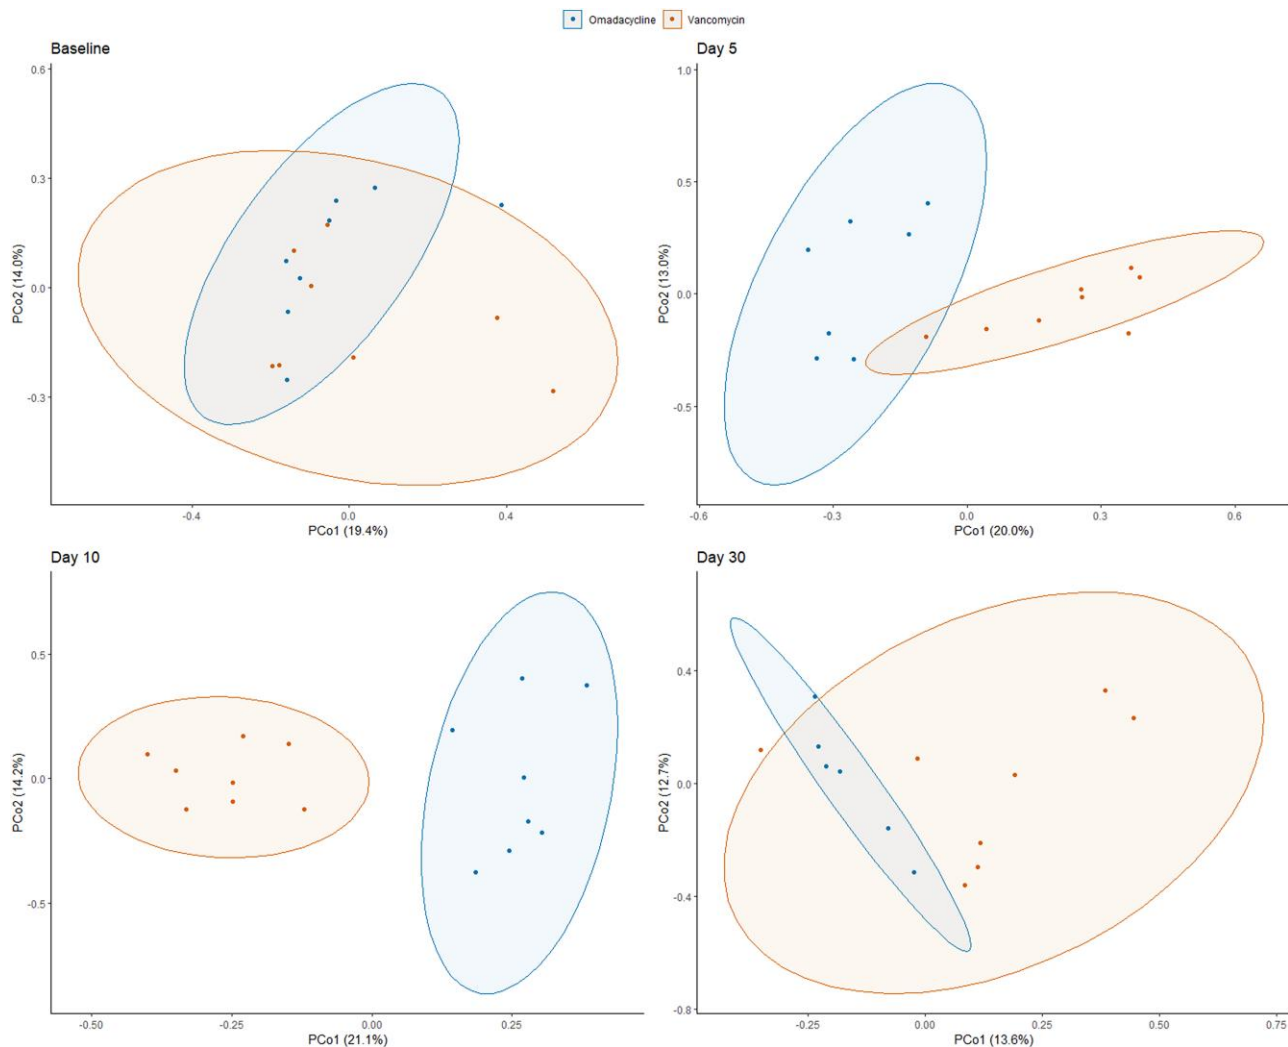 Omadacycline Vancomycin
Baseline
0.6
0.3
0.0
-0.3
PCo2 (14.0%)
-0.4 0.0 0.4
PCo1 (19.4%)
Day 5
1.0
0.5
0.0
-0.5
PCo2 (13.0%)
-0.6 -0.3 0.0 0.3 0.6
PCo1 (20.0%)
Day 10
0.5
0.0
-0.5
PCo2 (14.2%)
-0.50 -0.25 0.00 0.25
PCo1 (21.1%)
Day 30
0.4
0.0
-0.4
-0.8
PCo2 (12.7%)
-0.25 0.00 0.25 0.50 0.75
PCo1 (13.6%)